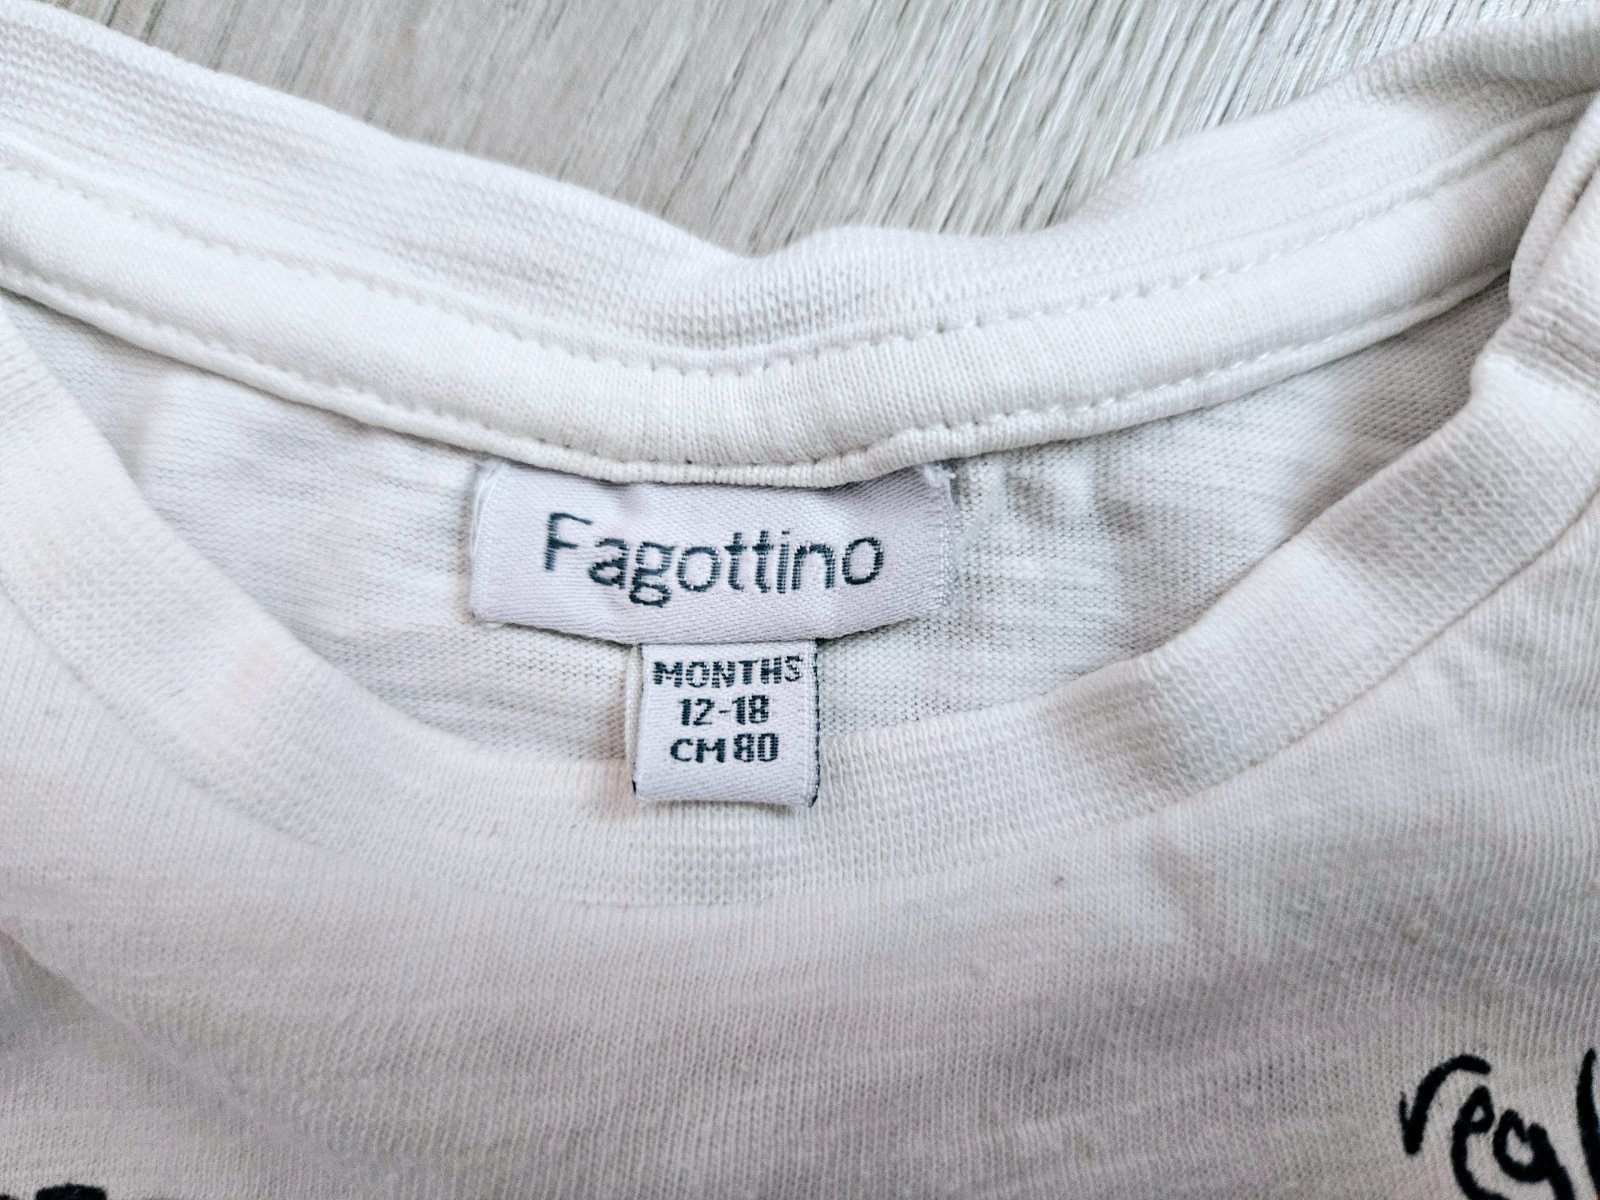 Fagottino
MONTHS
12-18
CM 80